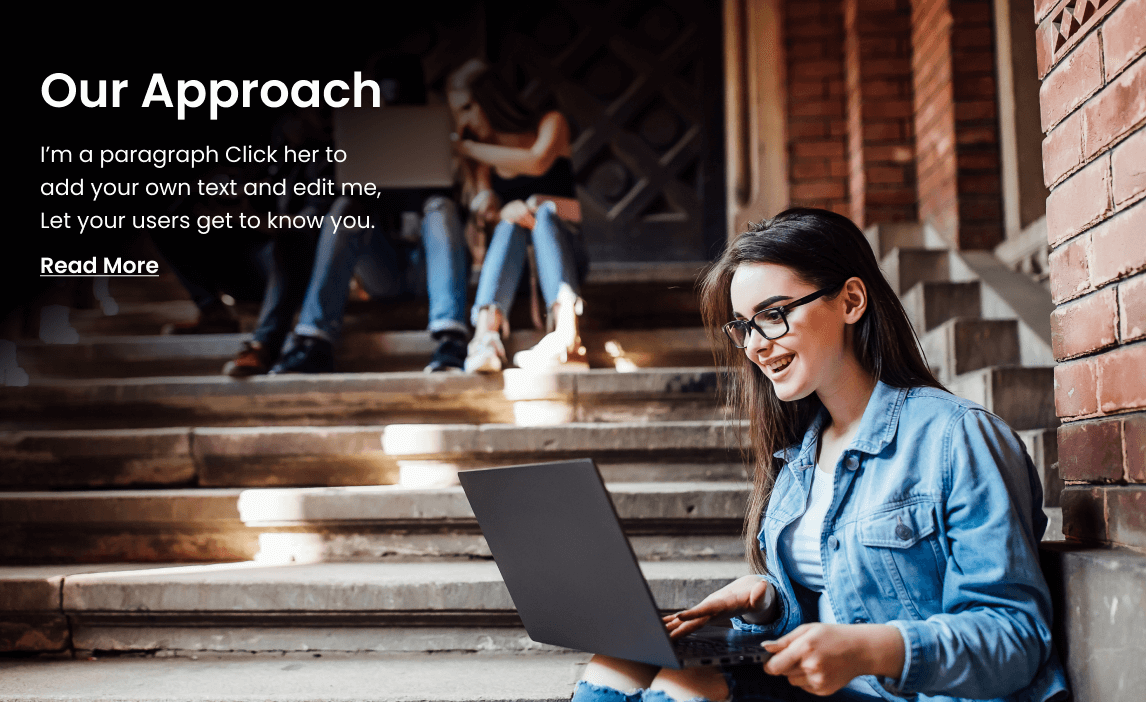 Our Approach
I’m a paragraph Click her to
add your own text and edit me,
Let your users get to know you.
Read More